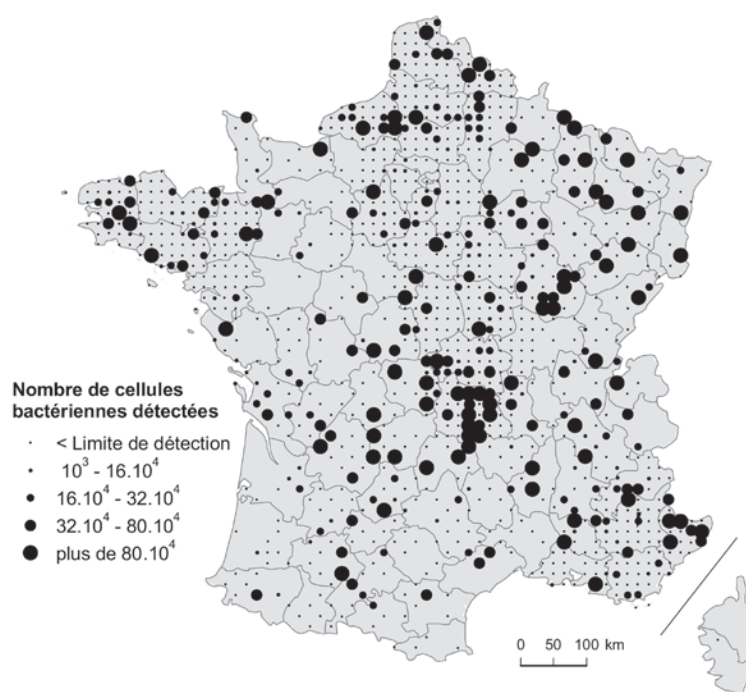 Nombre de cellules
bactériennes détectées
< Limite de détection
10³ - 16.10⁴
16.10⁴ - 32.10⁴
32.10⁴ - 80.10⁴
plus de 80.10⁴
0 50 100 km